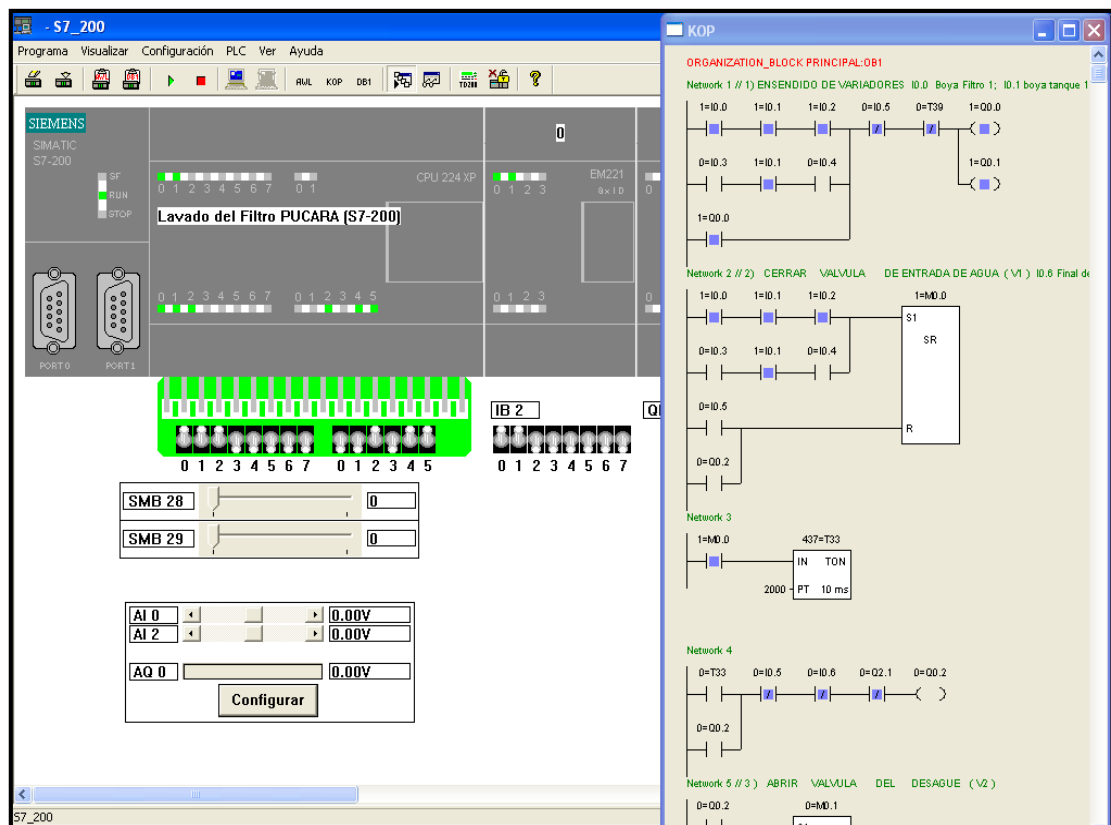 - S7_200
Programa Visualizar Configuración PLC Ver Ayuda
AWL KOP DB1 TD200
SIEMENS
SIMATIC
S7-200
SF
RUN
STOP
0 1 2 3 4 5 6 7 0 1
CPU 224 XP
Lavado del Filtro PUCARA (S7-200)
0 1 2 3 4 5 6 7 0 1 2 3 4 5
PORT 0 PORT 1
0
EM221
8 x I D
0 1 2 3
0
0 1 2 3
0
0 1 2 3 4 5 6 7 0 1 2 3 4 5
IB 2
0 1 2 3 4 5 6 7
SMB 28 0
SMB 29 0
AI 0 0.00V
AI 2 0.00V
AQ 0 0.00V
Configurar
S7_200
KOP
ORGANIZATION_BLOCK PRINCIPAL:OB1
Network 1 // 1) ENSENDIDO DE VARIADORES I0.0 Boya Filtro 1; I0.1 boya tanque 1
1=I0.0 1=I0.1 1=I0.2 0=I0.5 0=T39 1=Q0.0
0=I0.3 1=I0.1 0=I0.4 1=Q0.1
1=Q0.0
Network 2 // 2) CERRAR VALVULA DE ENTRADA DE AGUA ( V1 ) I0.6 Final de
1=I0.0 1=I0.1 1=I0.2 1=M0.0
S1
SR
0=I0.3 1=I0.1 0=I0.4
0=I0.5
R
0=Q0.2
Network 3
1=M0.0 437=T33
IN TON
2000 PT 10 ms
Network 4
0=T33 0=I0.5 0=I0.6 0=Q2.1 0=Q0.2
0=Q0.2
Network 5 // 3 ) ABRIR VALVULA DEL DESAGUE ( V2 )
0=Q0.2 0=M0.1